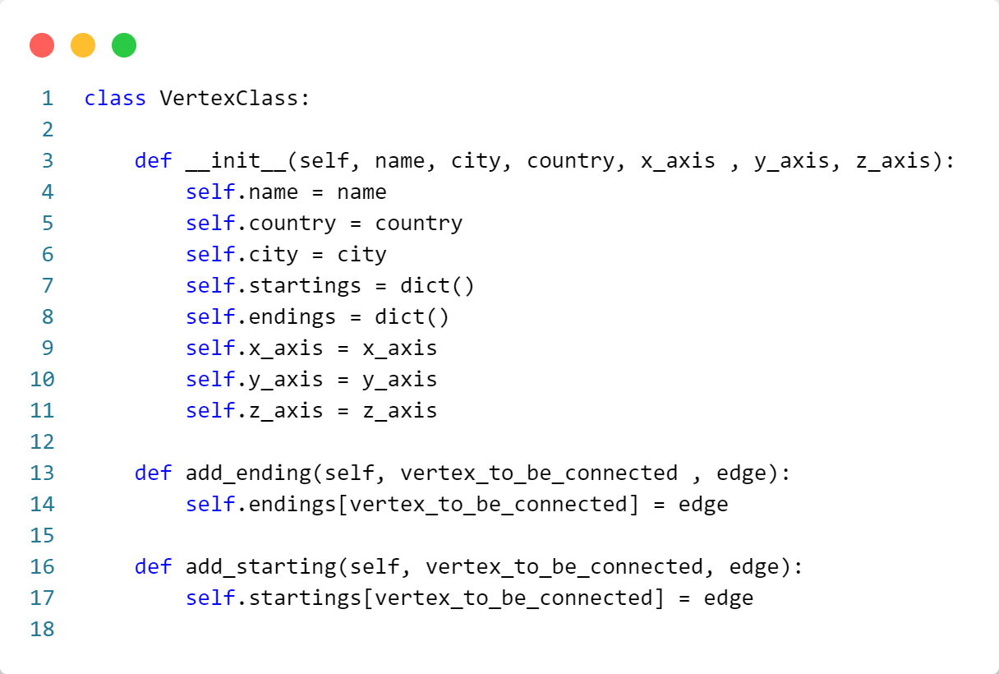 1 class VertexClass:
2
3     def __init__(self, name, city, country, x_axis , y_axis, z_axis):
4         self.name = name
5         self.country = country
6         self.city = city
7         self.startings = dict()
8         self.endings = dict()
9         self.x_axis = x_axis
10         self.y_axis = y_axis
11         self.z_axis = z_axis
12
13     def add_ending(self, vertex_to_be_connected , edge):
14         self.endings[vertex_to_be_connected] = edge
15
16     def add_starting(self, vertex_to_be_connected, edge):
17         self.startings[vertex_to_be_connected] = edge
18